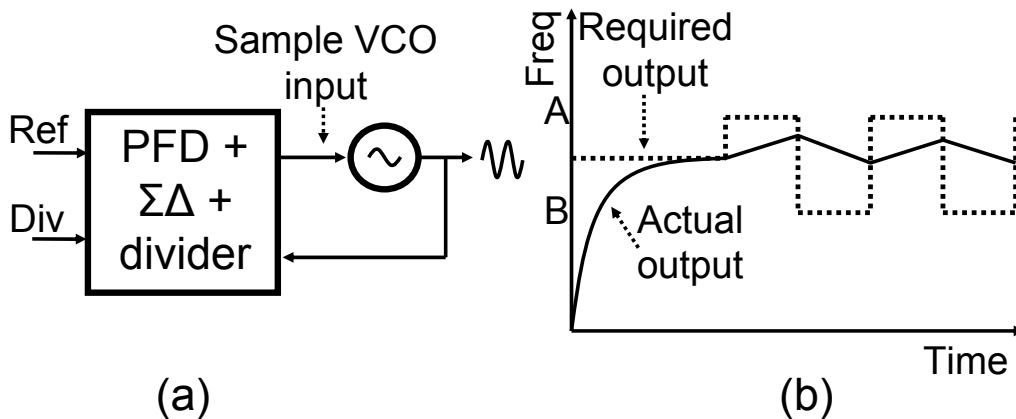 Sample VCO
input
Ref
Div
PFD +
ΣΔ +
divider
(a)
Freq
A
B
Required
output
Actual
output
Time
(b)